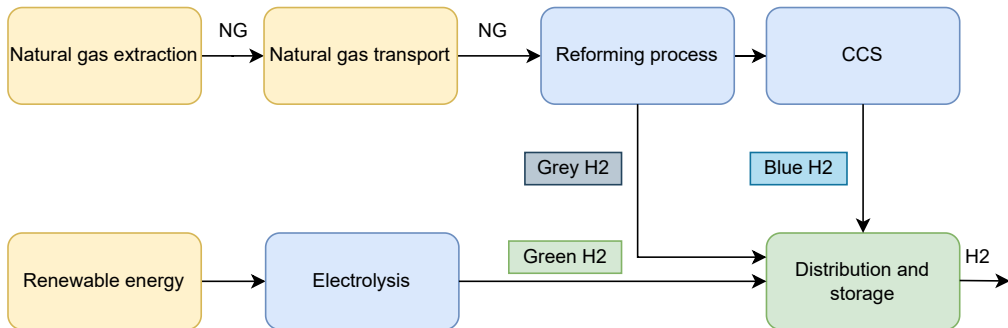 NG
NG
Natural gas extraction
Natural gas transport
Reforming process
CCS
Grey H2
Blue H2
Green H2
H2
Renewable energy
Electrolysis
Distribution and
storage